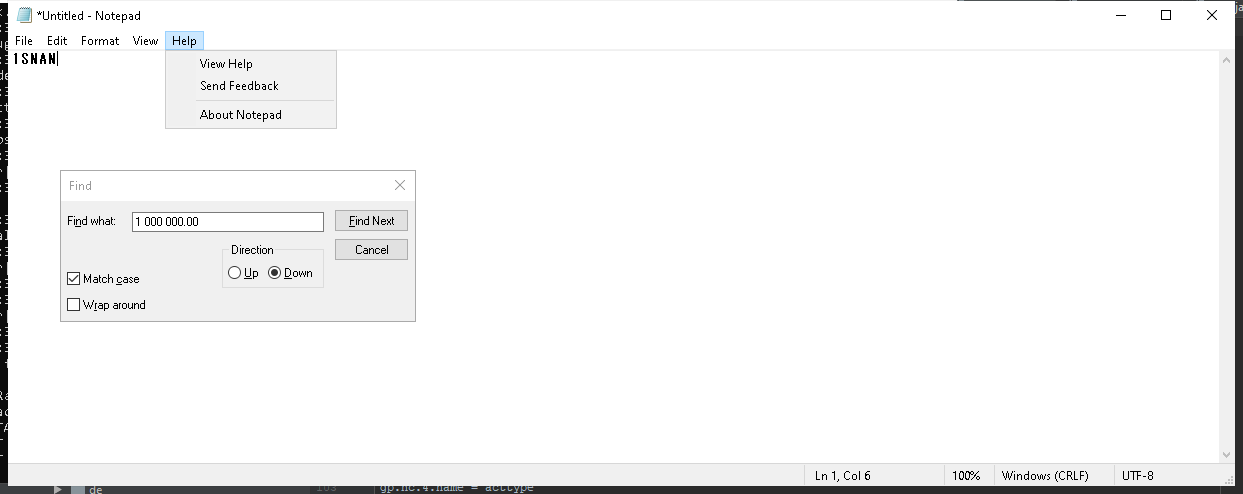 *Untitled - Notepad
File Edit Format View Help
1SNAN
View Help
Send Feedback
About Notepad
Find
Find what: 1 000 000.00 Find Next
Direction Cancel
Up Down
Match case
Wrap around
Ln 1, Col 6 100% Windows (CRLF) UTF-8
de gp.nc.4.name = acctype